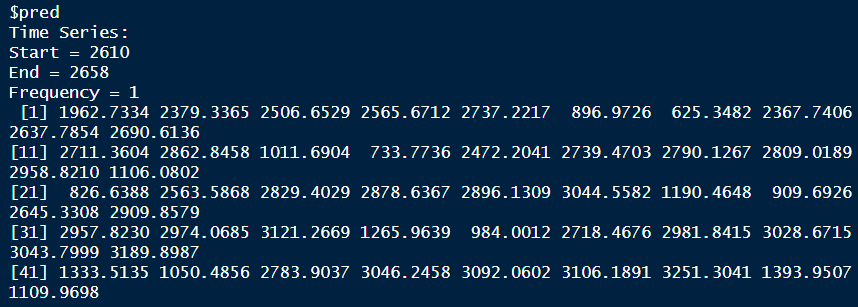 $pred
Time Series:
Start = 2610
End = 2658
Frequency = 1
 [1] 1962.7334 2379.3365 2506.6529 2565.6712 2737.2217  896.9726  625.3482 2367.7406
2637.7854 2690.6136
[11] 2711.3604 2862.8458 1011.6904  733.7736 2472.2041 2739.4703 2790.1267 2809.0189
2958.8210 1106.0802
[21]  826.6388 2563.5868 2829.4029 2878.6367 2896.1309 3044.5582 1190.4648  909.6926
2645.3308 2909.8579
[31] 2957.8230 2974.0685 3121.2669 1265.9639  984.0012 2718.4676 2981.8415 3028.6715
3043.7999 3189.8987
[41] 1333.5135 1050.4856 2783.9037 3046.2458 3092.0602 3106.1891 3251.3041 1393.9507
1109.9698